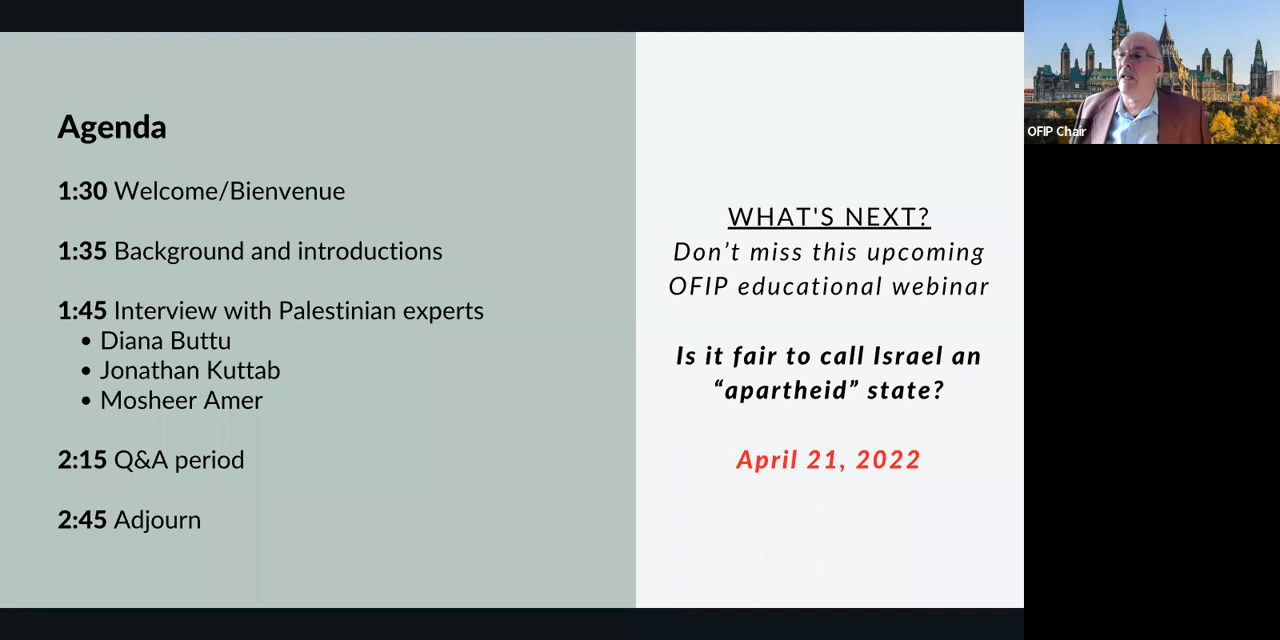 Agenda
1:30 Welcome/Bienvenue
1:35 Background and introductions
1:45 Interview with Palestinian experts
• Diana Buttu
• Jonathan Kuttab
• Mosheer Amer
2:15 Q&A period
2:45 Adjourn
WHAT'S NEXT?
Don’t miss this upcoming
OFIP educational webinar
Is it fair to call Israel an
“apartheid” state?
April 21, 2022
OFIP Chair